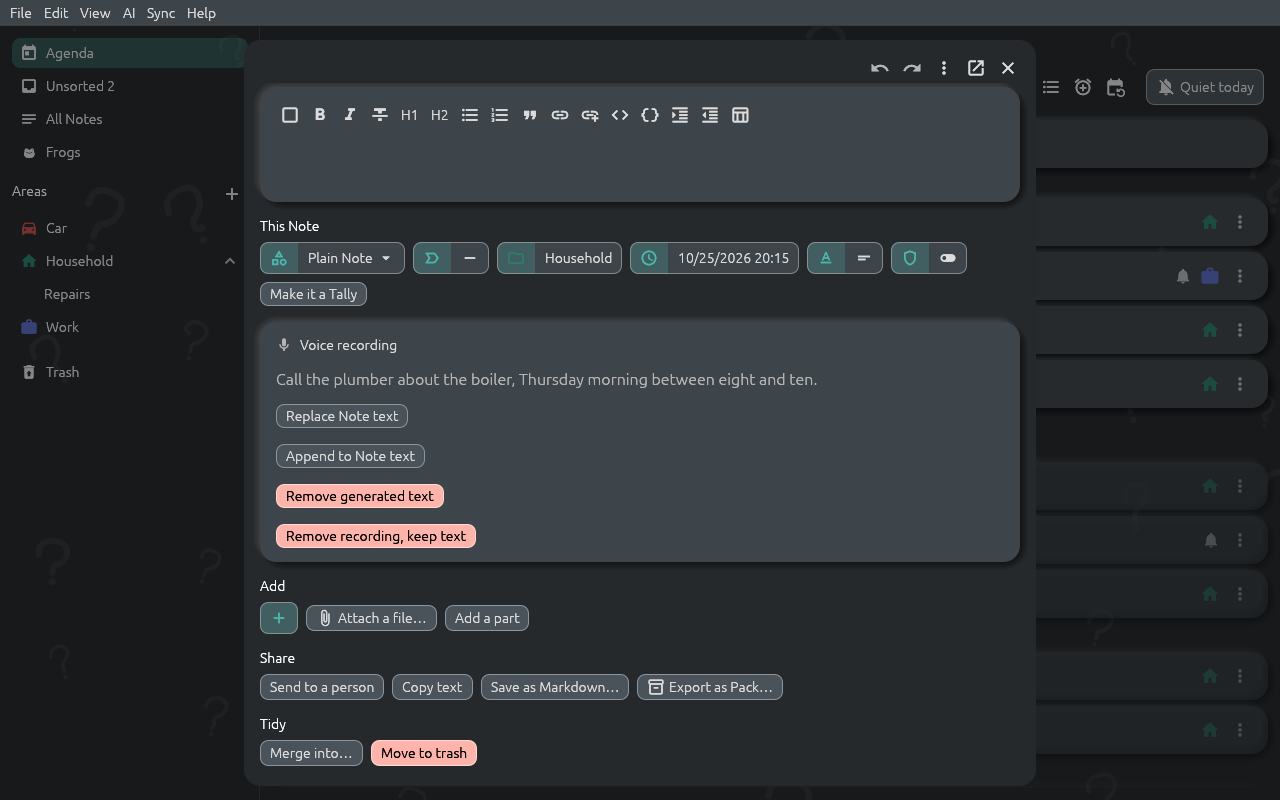 File Edit View AI Sync Help
Agenda
Unsorted 2
All Notes
Frogs
Areas
Car
Household
Repairs
Work
Trash
Quiet today
B I S H1 H2
This Note
Plain Note
Household
10/25/2026 20:15
Make it a Tally
Voice recording
Call the plumber about the boiler, Thursday morning between eight and ten.
Replace Note text
Append to Note text
Remove generated text
Remove recording, keep text
Add
Attach a file…
Add a part
Share
Send to a person
Copy text
Save as Markdown…
Export as Pack…
Tidy
Merge into…
Move to trash